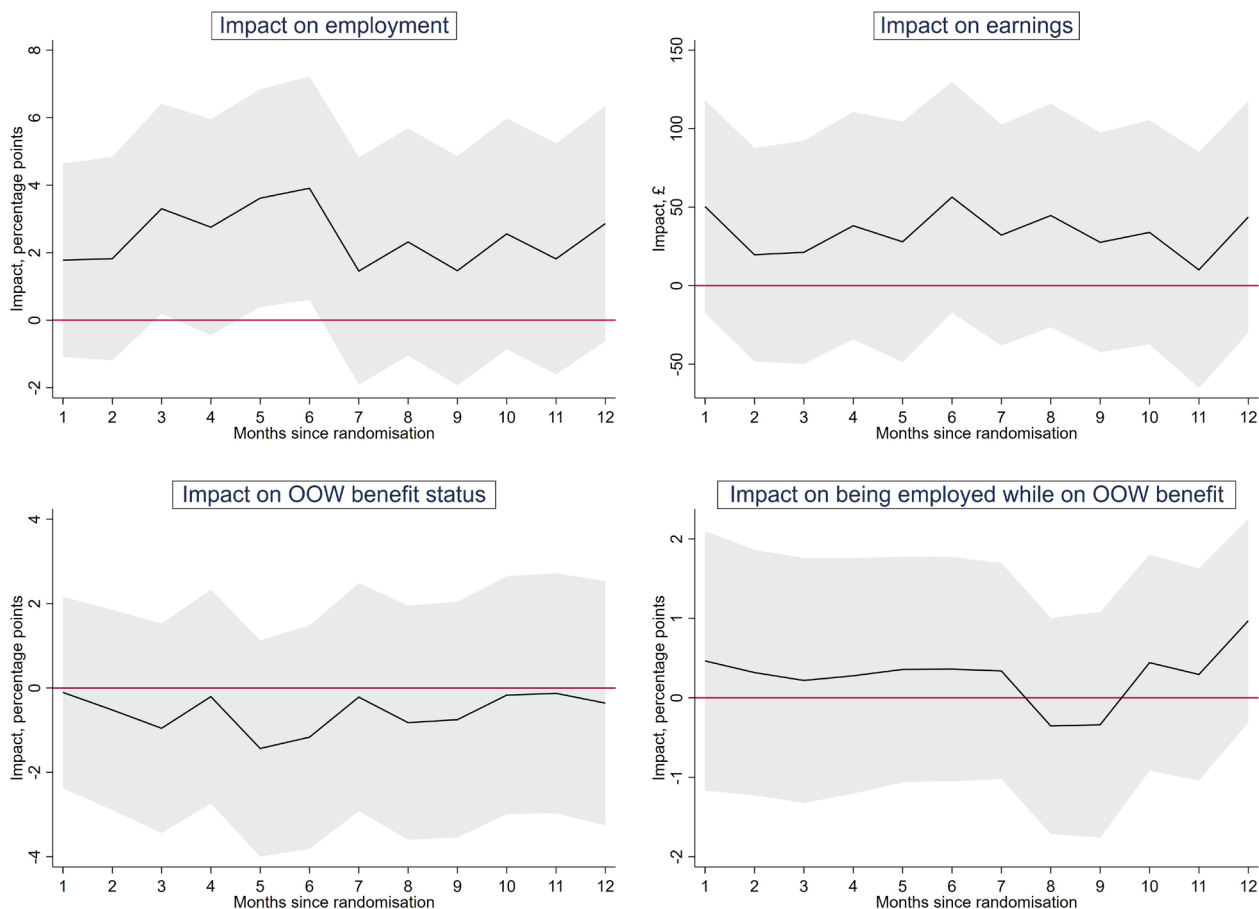 Impact on employment
Impact, percentage points
8
6
4
2
0
-2
1 2 3 4 5 6 7 8 9 10 11 12
Months since randomisation
Impact on earnings
Impact, £
150
100
50
0
-50
1 2 3 4 5 6 7 8 9 10 11 12
Months since randomisation
Impact on OOW benefit status
Impact, percentage points
4
2
0
-2
-4
1 2 3 4 5 6 7 8 9 10 11 12
Months since randomisation
Impact on being employed while on OOW benefit
Impact, percentage points
2
1
0
-1
-2
1 2 3 4 5 6 7 8 9 10 11 12
Months since randomisation